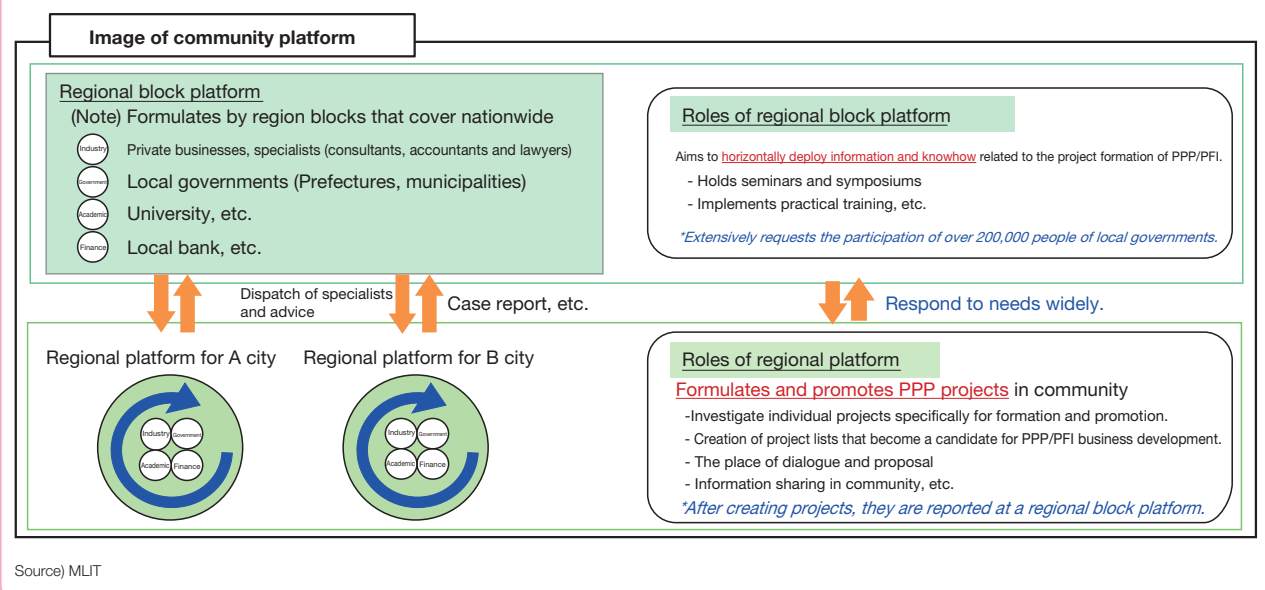 Image of community platform
Regional block platform
(Note) Formulates by region blocks that cover nationwide
Industry Private businesses, specialists (consultants, accountants and lawyers)
Government Local governments (Prefectures, municipalities)
Academic University, etc.
Finance Local bank, etc.
Roles of regional block platform
Aims to horizontally deploy information and knowhow related to the project formation of PPP/PFI.
- Holds seminars and symposiums
- Implements practical training, etc.
*Extensively requests the participation of over 200,000 people of local governments.
Dispatch of specialists
and advice
Case report, etc.
Respond to needs widely.
Regional platform for A city
Industry Government
Academic Finance
Regional platform for B city
Industry Government
Academic Finance
Roles of regional platform
Formulates and promotes PPP projects in community
-Investigate individual projects specifically for formation and promotion.
- Creation of project lists that become a candidate for PPP/PFI business development.
- The place of dialogue and proposal
- Information sharing in community, etc.
*After creating projects, they are reported at a regional block platform.
Source) MLIT